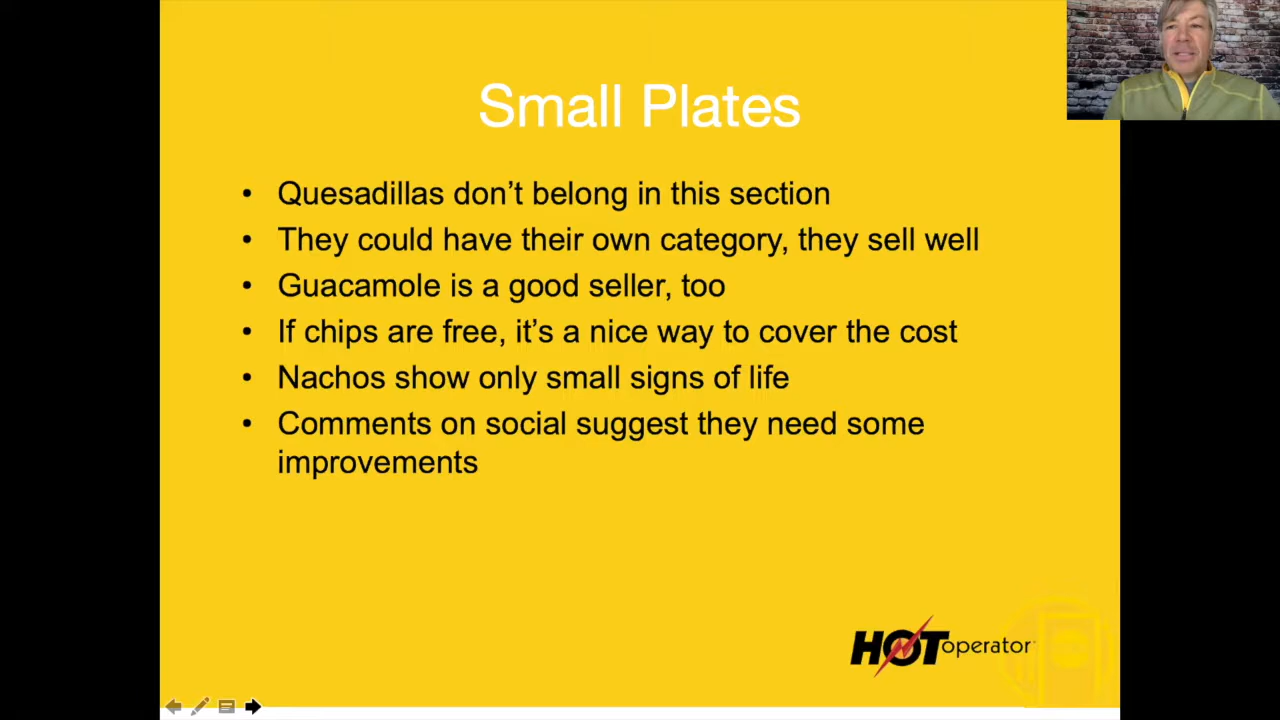 Small Plates
• Quesadillas don’t belong in this section
• They could have their own category, they sell well
• Guacamole is a good seller, too
• If chips are free, it’s a nice way to cover the cost
• Nachos show only small signs of life
• Comments on social suggest they need some
improvements
HOToperator